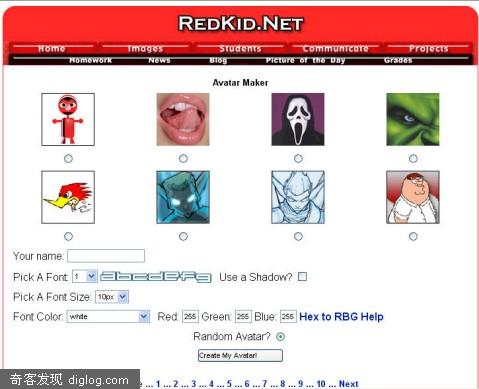 RedKid.Net
Home Images Students Communicate Projects
Homework News Blog Picture of the Day Grades
Avatar Maker
Your name:
Pick A Font: 1 abcdefg Use a Shadow?
Pick A Font Size: 10px
Font Color: white Red: 255 Green: 255 Blue: 255 Hex to RBG Help
Random Avatar?
Create My Avatar!
... 1 ... 2 ... 3 ... 4 ... 5 ... 6 ... 7 ... 8 ... 9 ... 10 ... Next
奇客发现 diglog.com